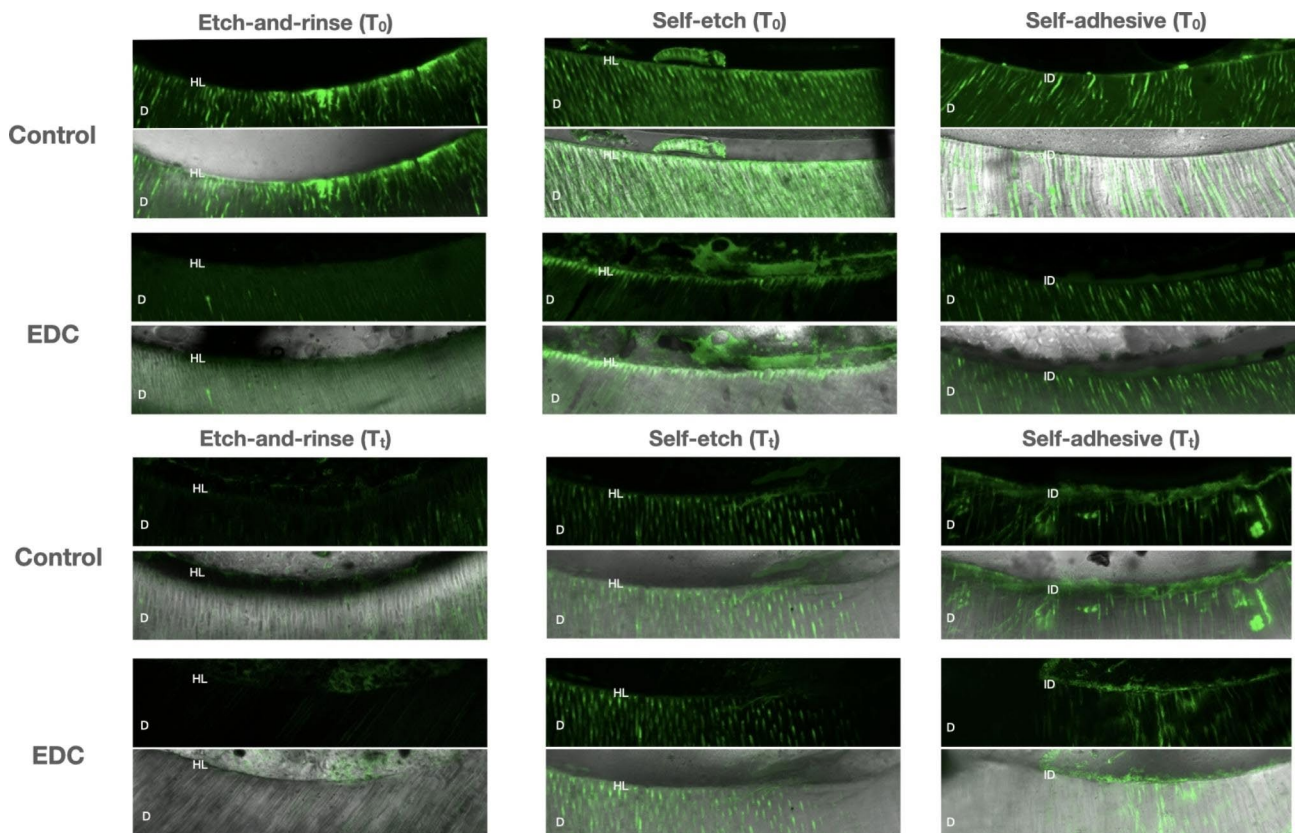 Etch-and-rinse (T₀) Self-etch (T₀) Self-adhesive (T₀)
HL HL ID
D D D
Control
HL HL ID
D D D
HL HL ID
D D D
EDC
HL HL ID
D D D
Etch-and-rinse (Tₜ) Self-etch (Tₜ) Self-adhesive (Tₜ)
HL HL ID
D D D
Control
HL HL ID
D D D
HL HL ID
D D D
EDC
HL HL ID
D D D